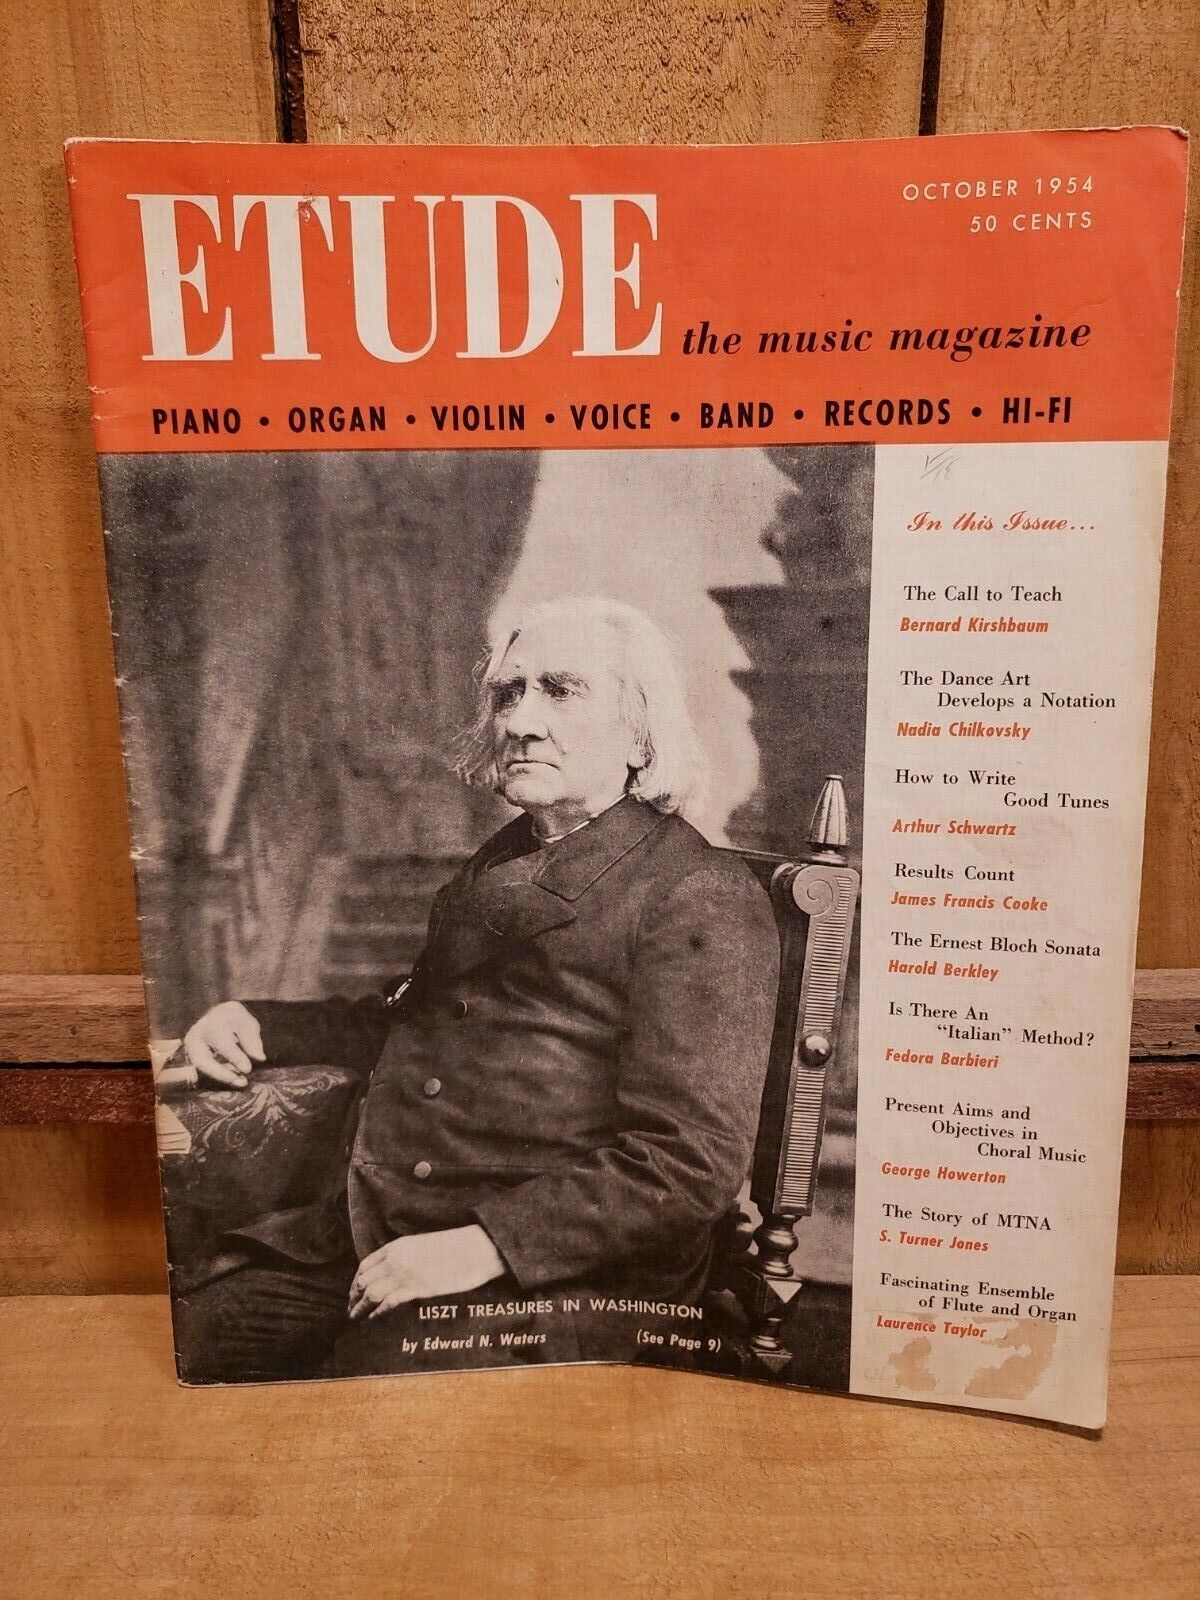 OCTOBER 1954
50 CENTS
ETUDE
the music magazine
PIANO • ORGAN • VIOLIN • VOICE • BAND • RECORDS • HI-FI
In this Issue...
The Call to Teach
Bernard Kirshbaum
The Dance Art
Develops a Notation
Nadia Chilkovsky
How to Write
Good Tunes
Arthur Schwartz
Results Count
James Francis Cooke
The Ernest Bloch Sonata
Harold Berkley
Is There An
"Italian" Method?
Fedora Barbieri
Present Aims and
Objectives in
Choral Music
George Howerton
The Story of MTNA
S. Turner Jones
Fascinating Ensemble
of Flute and Organ
Laurence Taylor
LISZT TREASURES IN WASHINGTON
by Edward N. Waters (See Page 9)